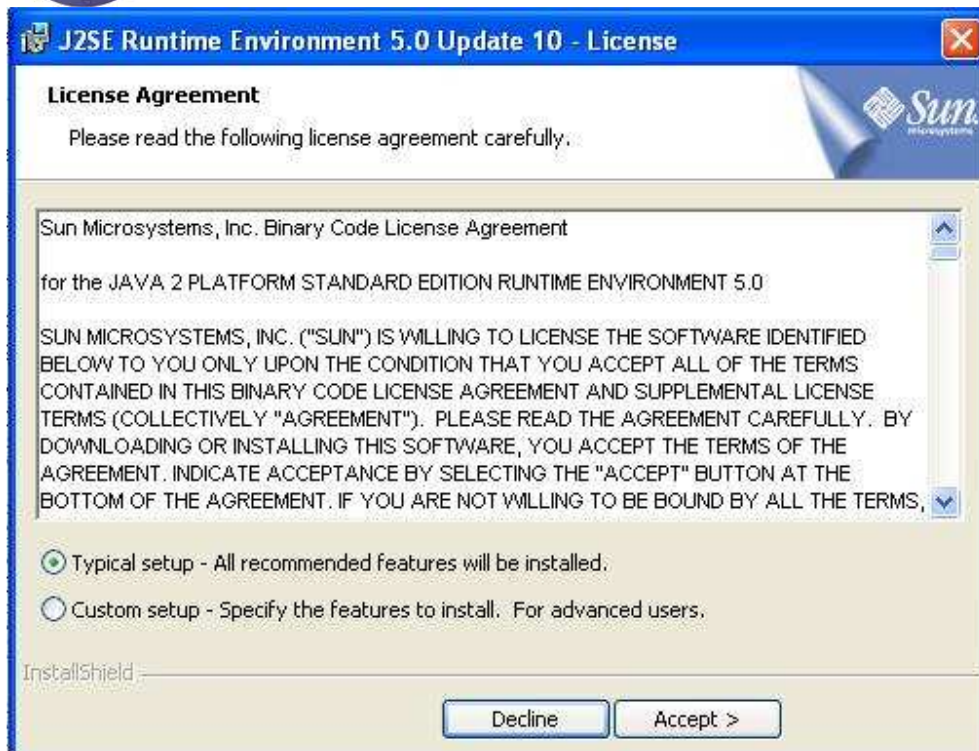 J2SE Runtime Environment 5.0 Update 10 - License
License Agreement
Please read the following license agreement carefully.
Sun
microsystems
Sun Microsystems, Inc. Binary Code License Agreement
for the JAVA 2 PLATFORM STANDARD EDITION RUNTIME ENVIRONMENT 5.0
SUN MICROSYSTEMS, INC. ("SUN") IS WILLING TO LICENSE THE SOFTWARE IDENTIFIED
BELOW TO YOU ONLY UPON THE CONDITION THAT YOU ACCEPT ALL OF THE TERMS
CONTAINED IN THIS BINARY CODE LICENSE AGREEMENT AND SUPPLEMENTAL LICENSE
TERMS (COLLECTIVELY "AGREEMENT"). PLEASE READ THE AGREEMENT CAREFULLY. BY
DOWNLOADING OR INSTALLING THIS SOFTWARE, YOU ACCEPT THE TERMS OF THE
AGREEMENT. INDICATE ACCEPTANCE BY SELECTING THE "ACCEPT" BUTTON AT THE
BOTTOM OF THE AGREEMENT. IF YOU ARE NOT WILLING TO BE BOUND BY ALL THE TERMS,
Typical setup - All recommended features will be installed.
Custom setup - Specify the features to install. For advanced users.
InstallShield
Decline
Accept >